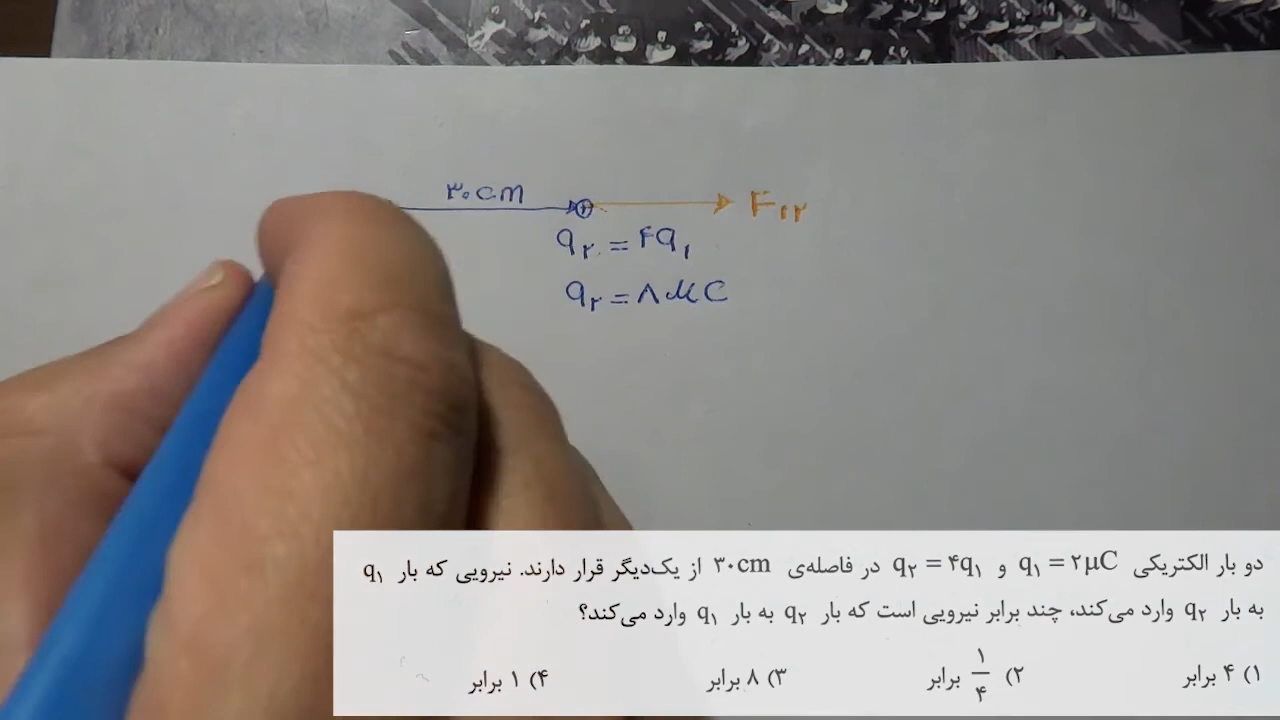 ۳۰cm
F۱۲
q۲ = ۴q۱
q۲ = ۸μC
دو بار الکتریکی q۱ = ۲μC و q۲ = ۴q۱ در فاصله‌ی ۳۰cm از یک‌دیگر قرار دارند. نیرویی که بار q۱
به بار q۲ وارد می‌کند، چند برابر نیرویی است که بار q۲ به بار q۱ وارد می‌کند؟
۱) ۴ برابر ۲) ۱/۴ برابر ۳) ۸ برابر ۴) ۱ برابر